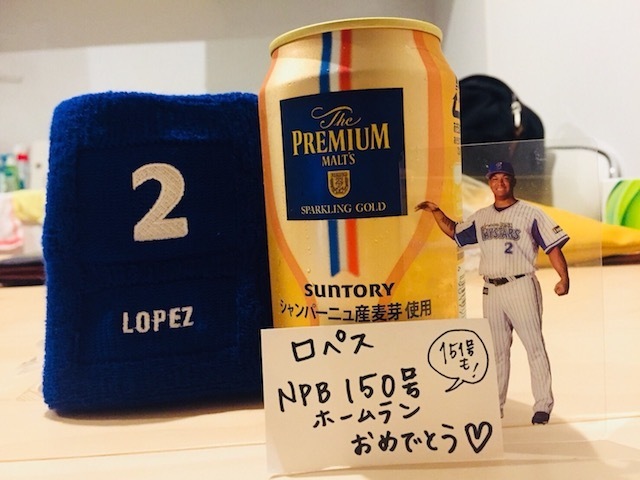 2
LOPEZ
The
PREMIUM
MALT'S
SPARKLING GOLD
SUNTORY
シャンパーニュ産麦芽使用
ロペス
NPB 150号
ホームラン
おめでとう♡
151号
も!
2